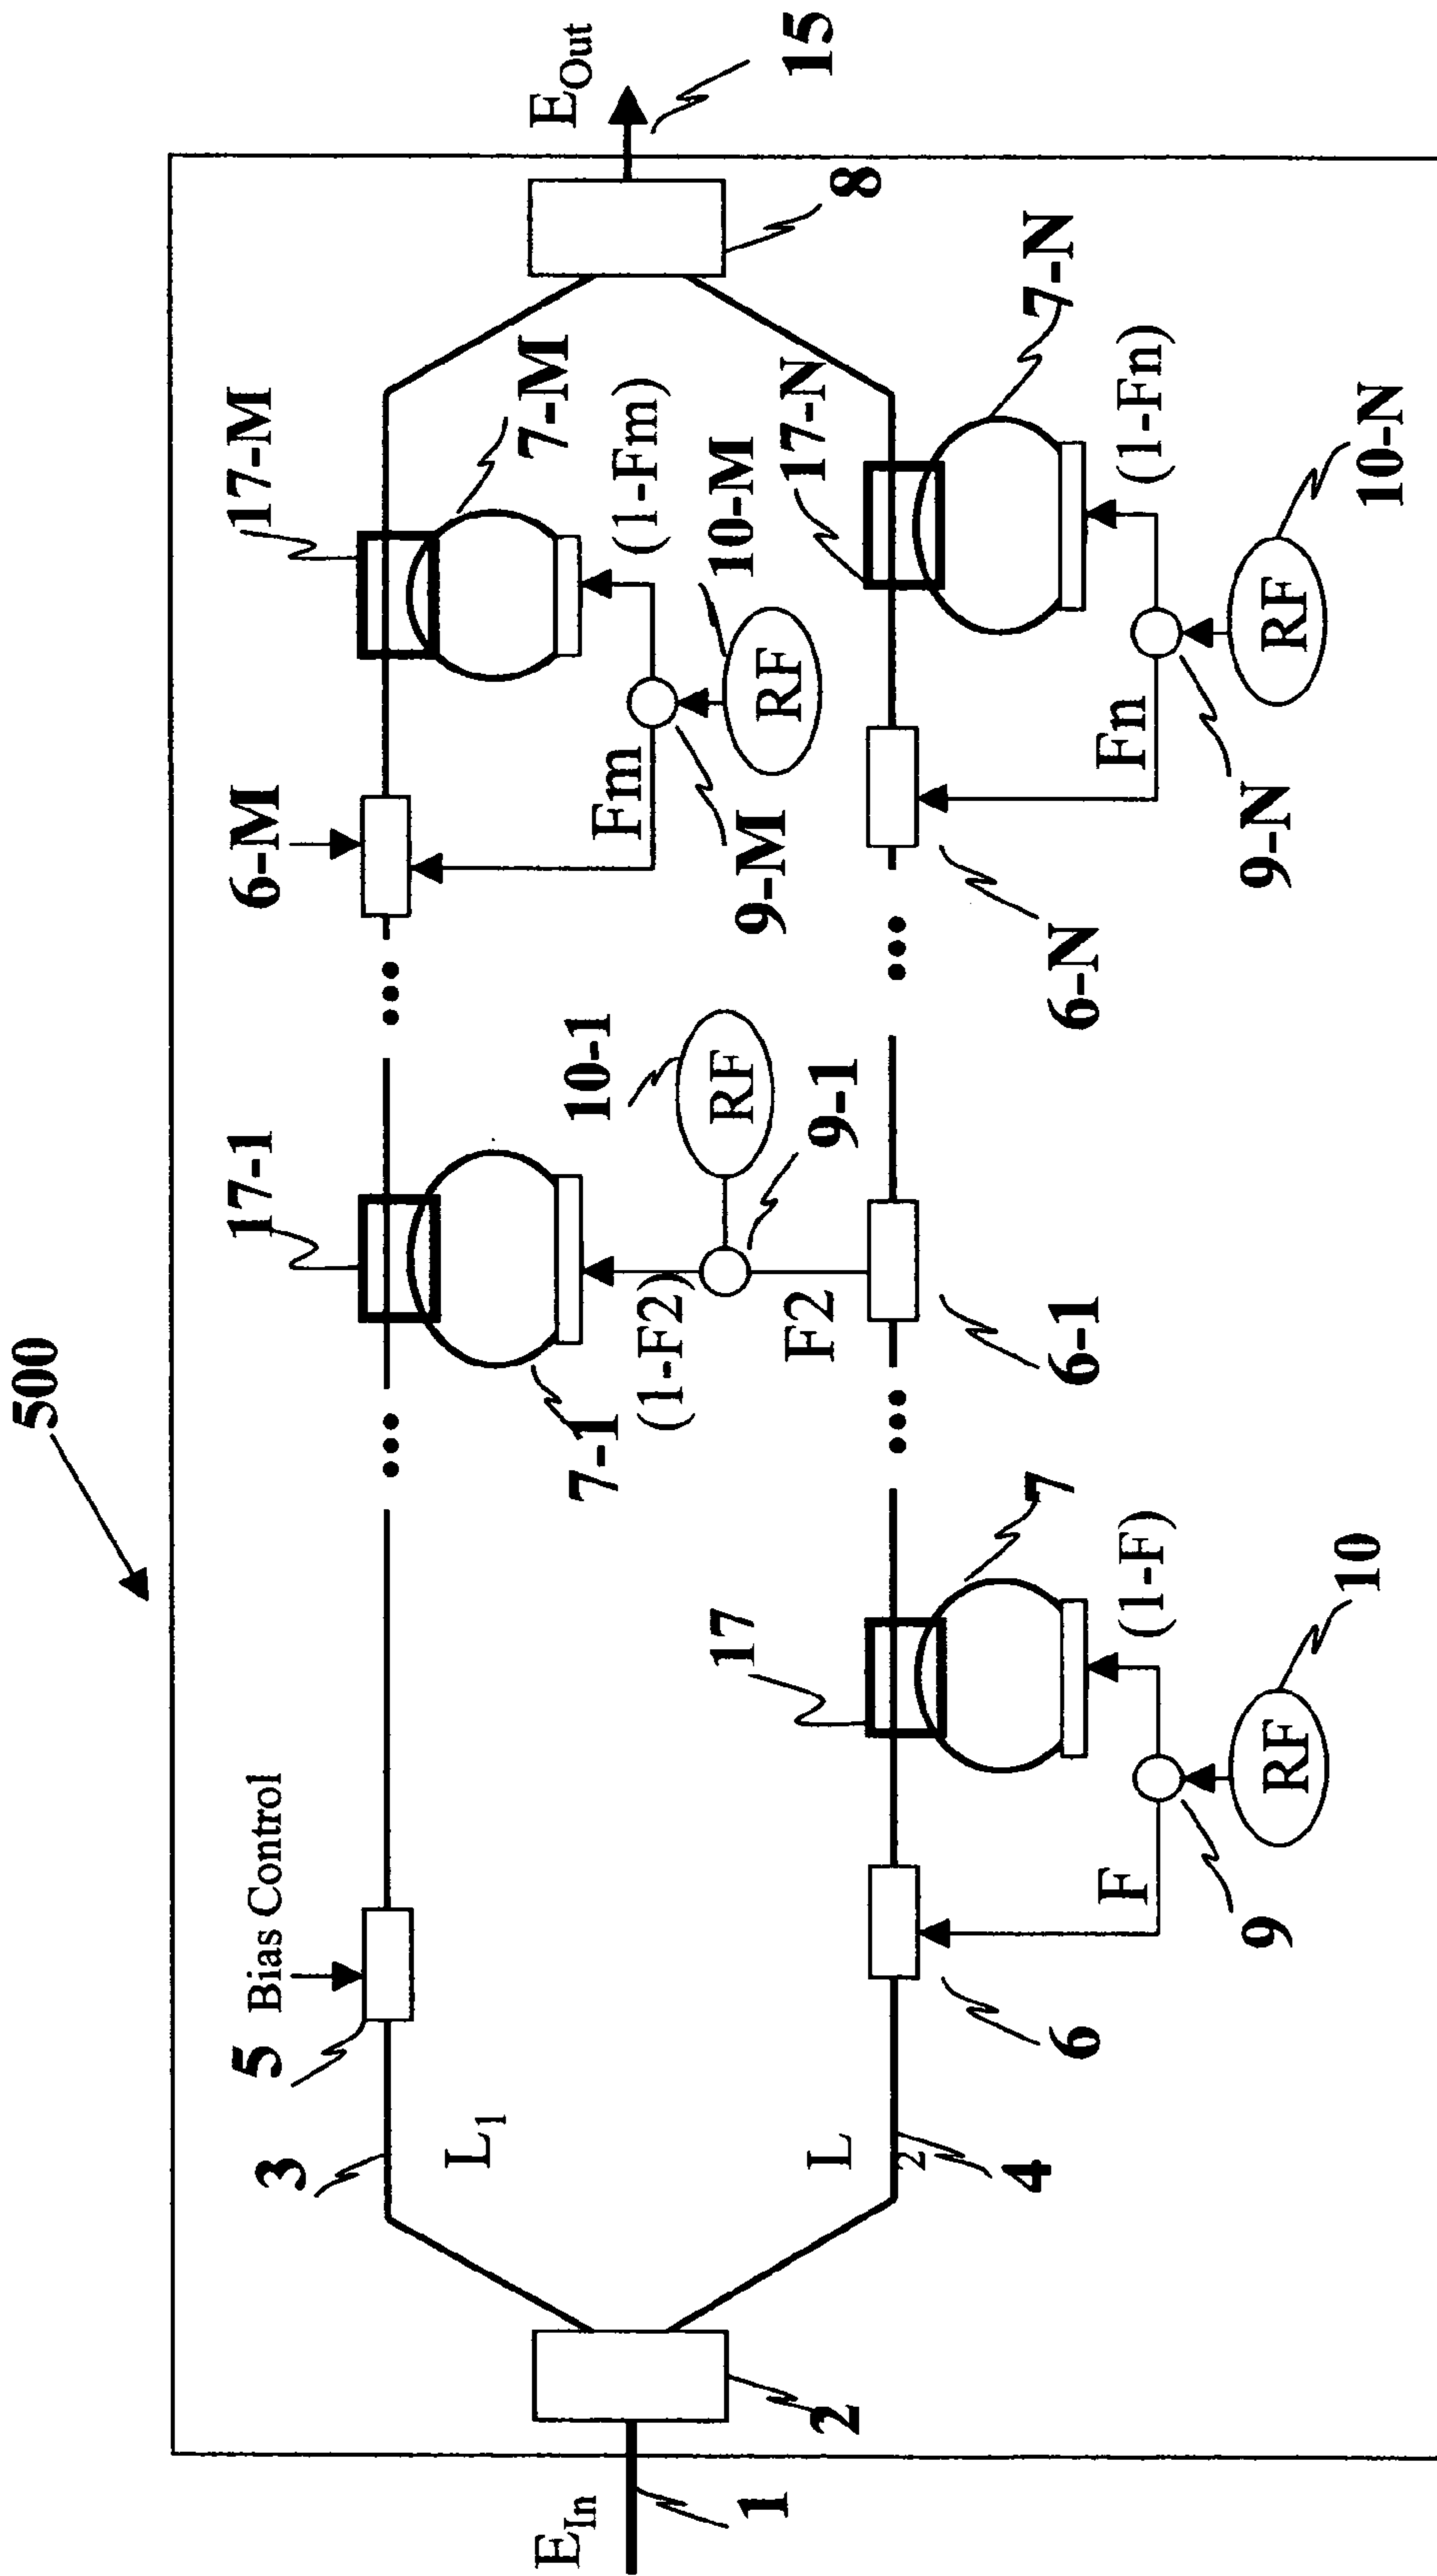 500
E_In
1
2
3
L_1
5
Bias Control
L_2
4
6
F
9
RF
10
17
7
(1-F)
17-1
7-1
(1-F2)
F2
9-1
RF
10-1
6-1
6-M
Fm
9-M
RF
10-M
(1-Fm)
7-M
17-M
6-N
Fn
9-N
RF
10-N
(1-Fn)
7-N
17-N
8
E_Out
15